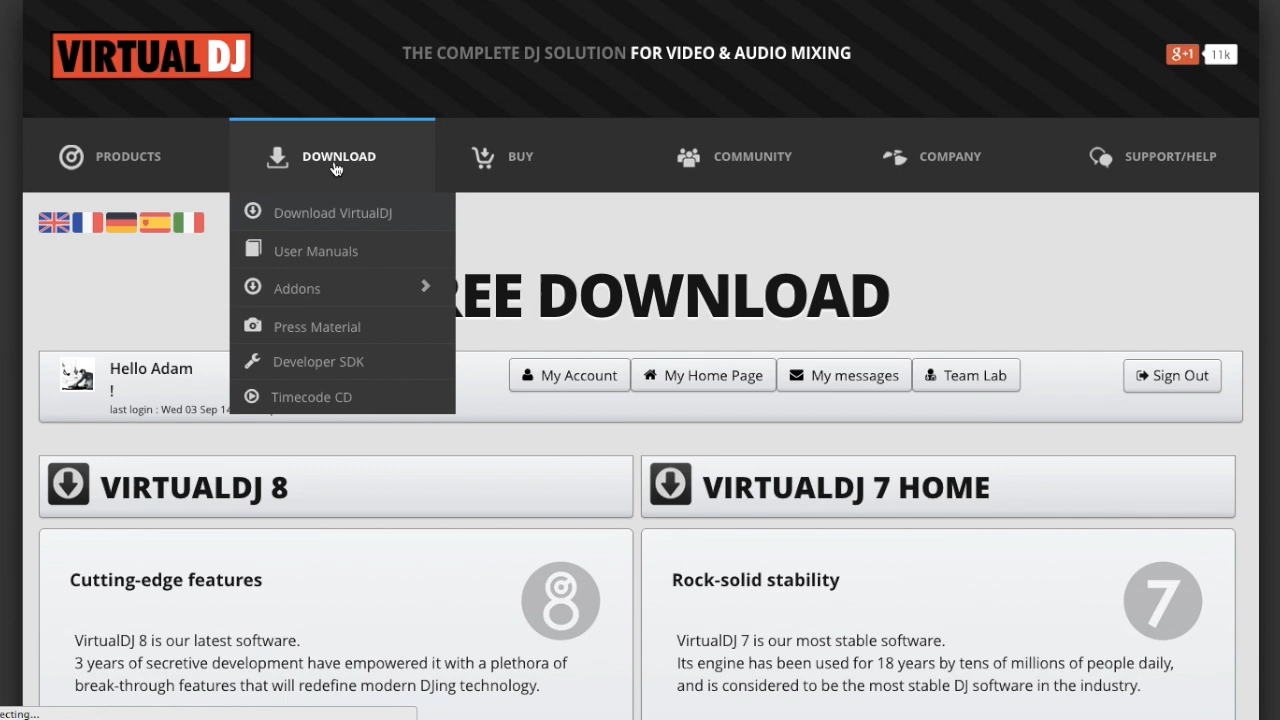 VIRTUAL DJ
THE COMPLETE DJ SOLUTION FOR VIDEO & AUDIO MIXING
g+1 11k
PRODUCTS
DOWNLOAD
BUY
COMMUNITY
COMPANY
SUPPORT/HELP
Download VirtualDJ
User Manuals
Addons
Press Material
Developer SDK
Timecode CD
REE DOWNLOAD
Hello Adam
!
last login : Wed 03 Sep 14
My Account
My Home Page
My messages
Team Lab
Sign Out
VIRTUALDJ 8
Cutting-edge features
8
VirtualDJ 8 is our latest software.
3 years of secretive development have empowered it with a plethora of
break-through features that will redefine modern DJing technology.
VIRTUALDJ 7 HOME
Rock-solid stability
7
VirtualDJ 7 is our most stable software.
Its engine has been used for 18 years by tens of millions of people daily,
and is considered to be the most stable DJ software in the industry.
ecting...